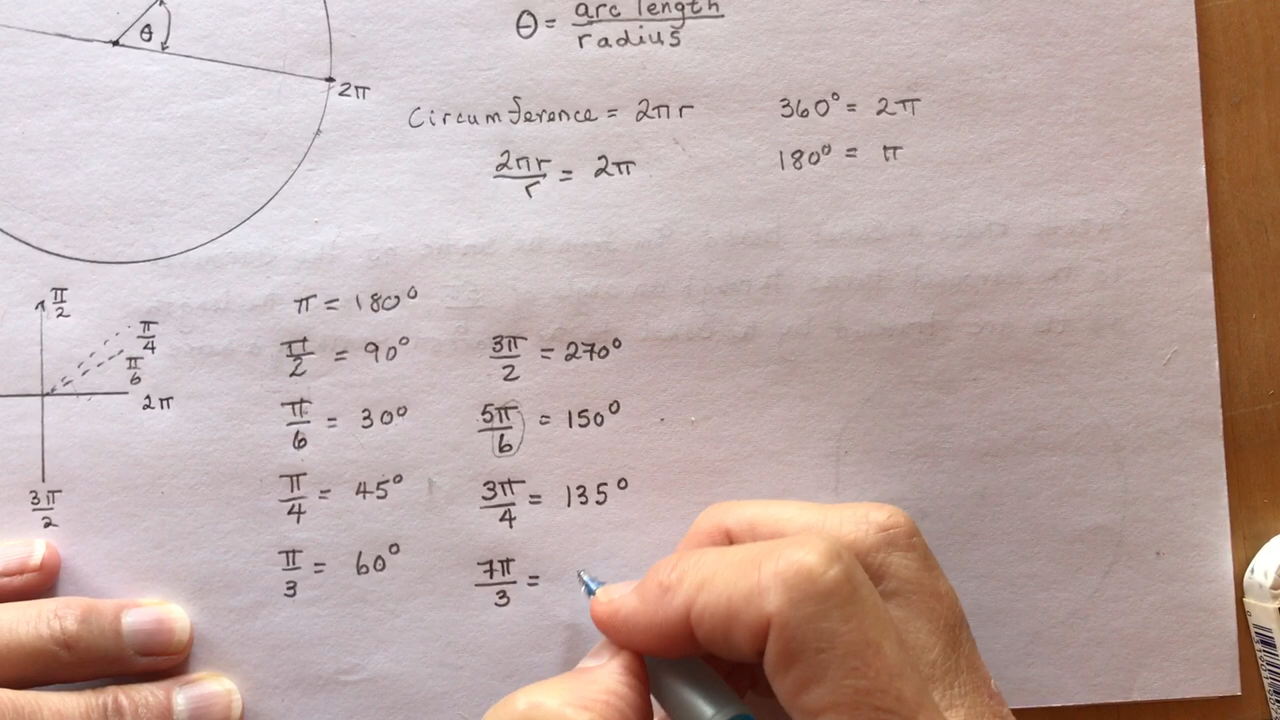 θ = arc length / radius
θ
2π
Circumference = 2πr
360° = 2π
2πr/r = 2π
180° = π
π/2
π/4
π/6
2π
3π/2
π = 180°
π/2 = 90°
3π/2 = 270°
π/6 = 30°
5π/6 = 150°
π/4 = 45°
3π/4 = 135°
π/3 = 60°
7π/3 =